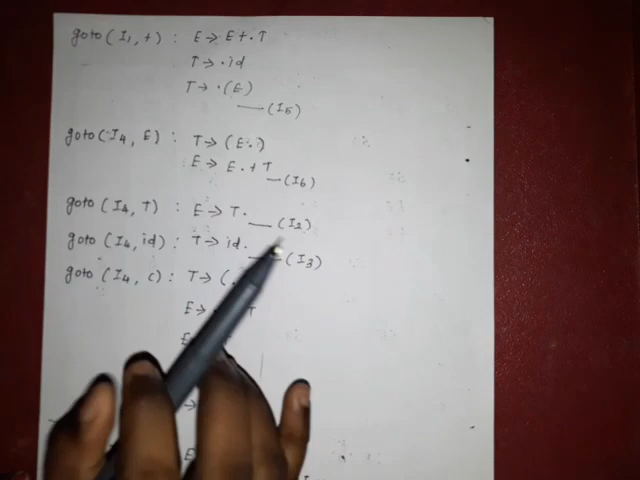 goto(I1, +) : E → E + . T
T → . id
T → . (E)
— (I5)
goto(I4, E) : T → (E . )
E → E . + T
— (I6)
goto(I4, T) : E → T .
— (I2)
goto(I4, id) : T → id .
— (I3)
goto(I4, () : T → ( .
E → T
E
→
E